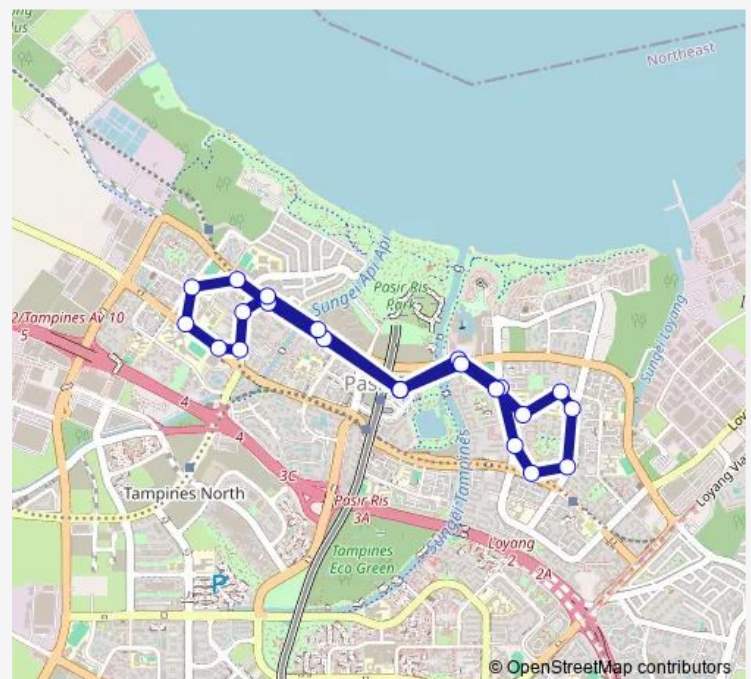 us
Northeast
Sungei Api Api
Pasir Ris
Park
Sungei Loyang
2/Tampines Av 10
5
4
4
3C
Tampines North
Pasir Ris
3A
Sungei Tampines
Loyang
2
2A
Loyang Via
Tampines
Eco Green
P
© OpenStreetMap contributors